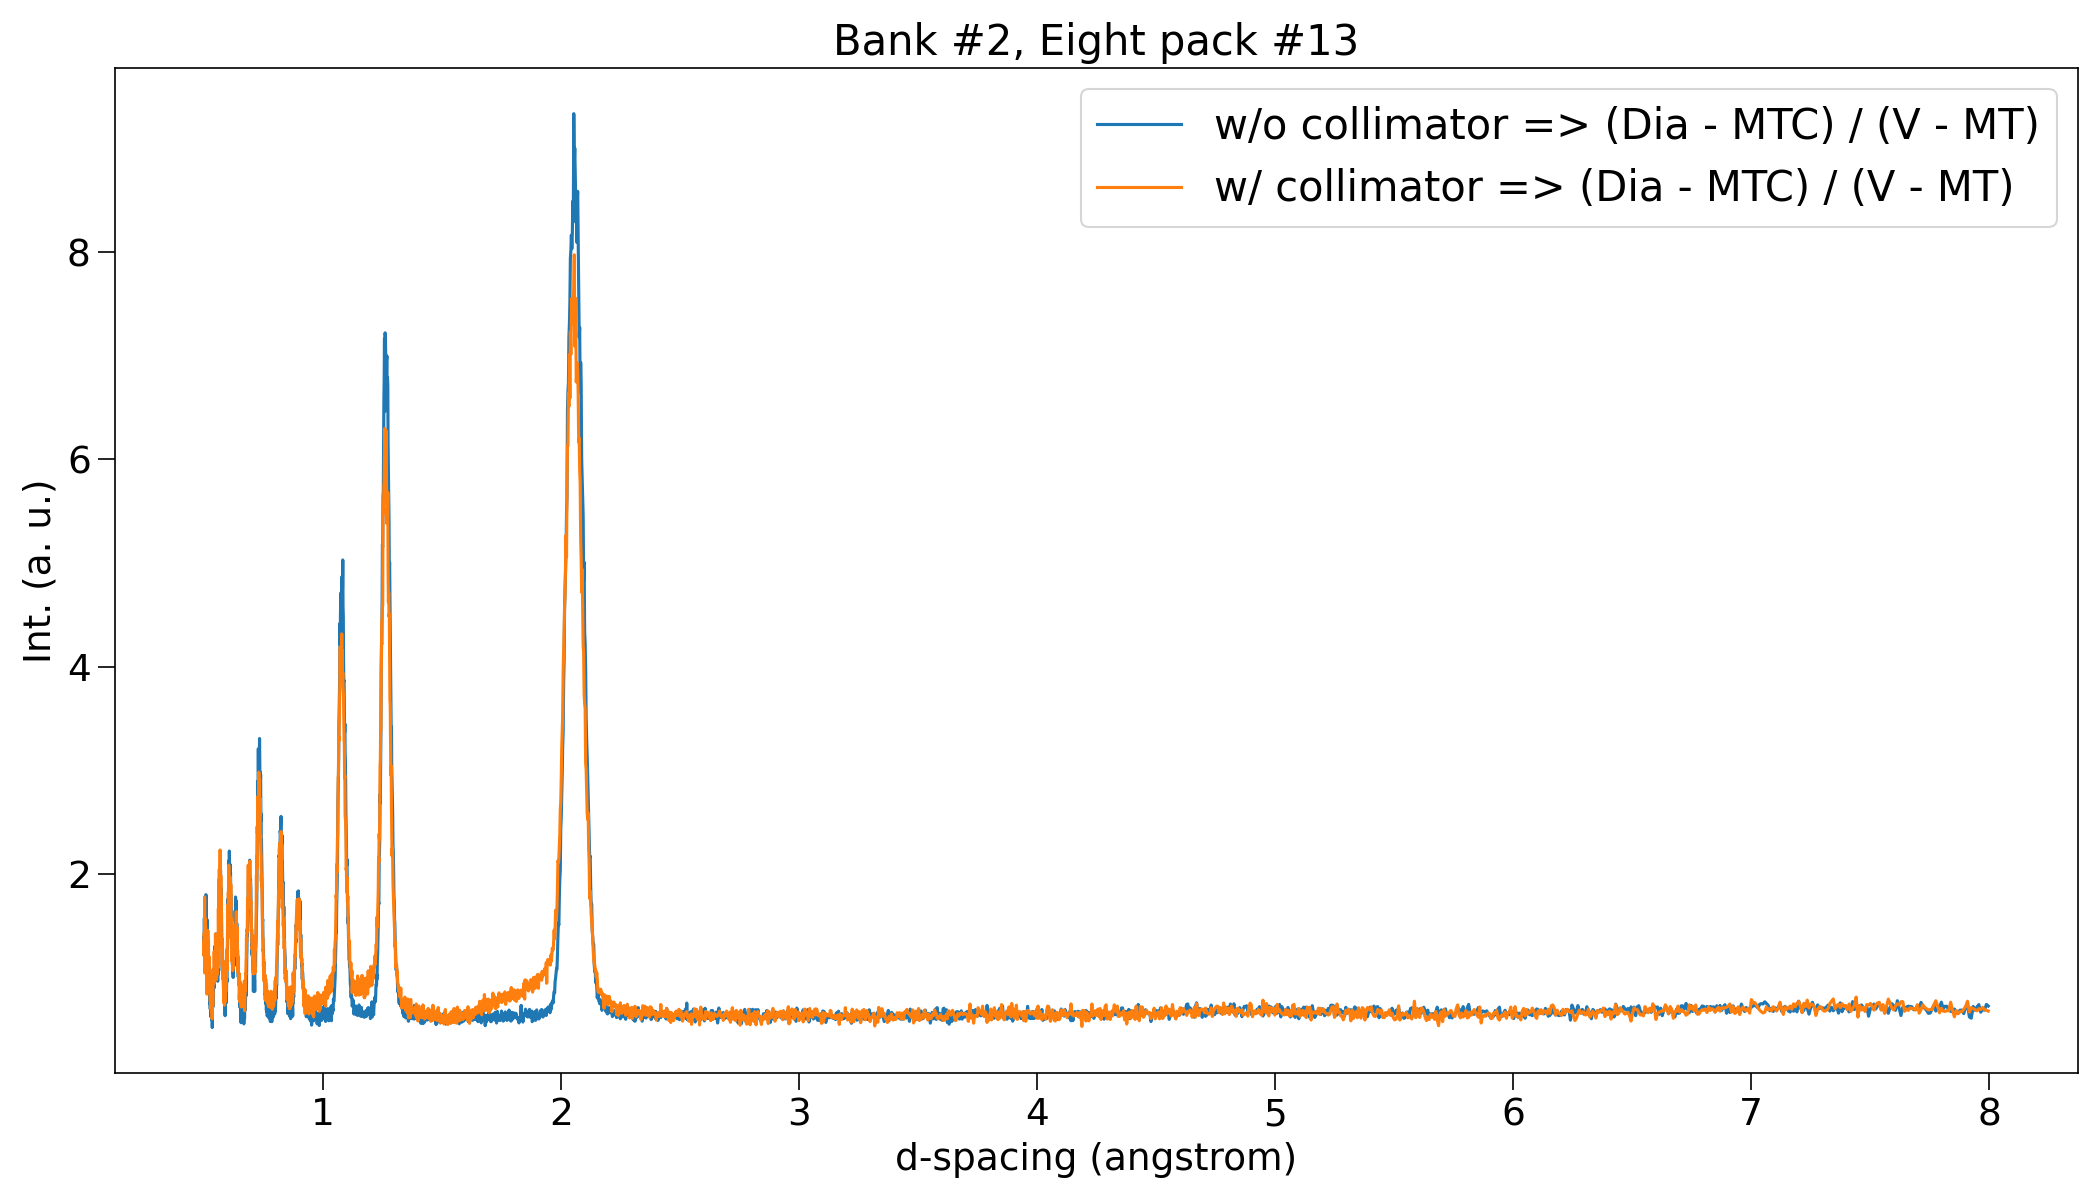 Bank #2, Eight pack #13
w/o collimator => (Dia - MTC) / (V - MT)
w/ collimator => (Dia - MTC) / (V - MT)
Int. (a. u.)
8
6
4
2
1 2 3 4 5 6 7 8
d-spacing (angstrom)